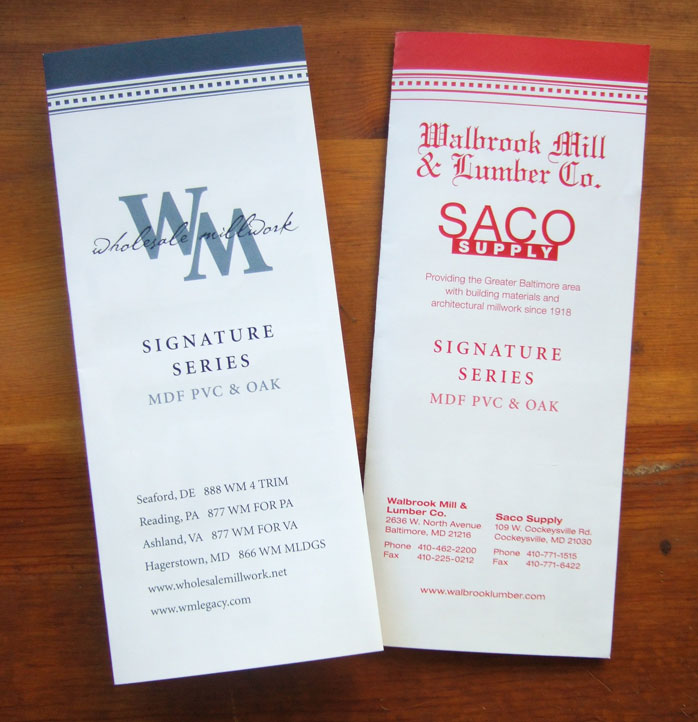 WM
wholesale millwork
SIGNATURE
SERIES
MDF PVC & OAK
Seaford, DE 888 WM 4 TRIM
Reading, PA 877 WM FOR PA
Ashland, VA 877 WM FOR VA
Hagerstown, MD 866 WM MLDGS
www.wholesalemillwork.net
www.wmlegacy.com
Walbrook Mill
& Lumber Co.
SACO
SUPPLY
Providing the Greater Baltimore area
with building materials and
architectural millwork since 1918
SIGNATURE
SERIES
MDF PVC & OAK
Walbrook Mill &
Lumber Co.
2636 W. North Avenue
Baltimore, MD 21216
Phone 410-462-2200
Fax 410-225-0212
Saco Supply
109 W. Cockeysville Rd.
Cockeysville, MD 21030
Phone 410-771-1515
Fax 410-771-6422
www.walbrooklumber.com